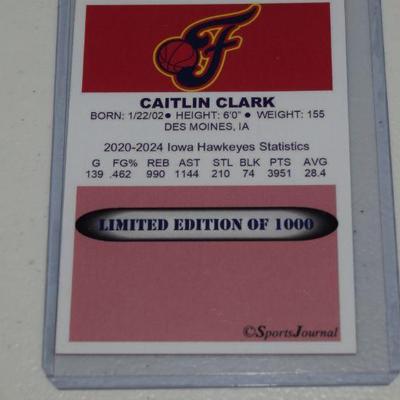 F
CAITLIN CLARK
BORN: 1/22/02● HEIGHT: 6'0" ● WEIGHT: 155
DES MOINES, IA
2020-2024 Iowa Hawkeyes Statistics
G FG% REB AST STL BLK PTS AVG
139 .462 990 1144 210 74 3951 28.4
LIMITED EDITION OF 1000
©SportsJournal